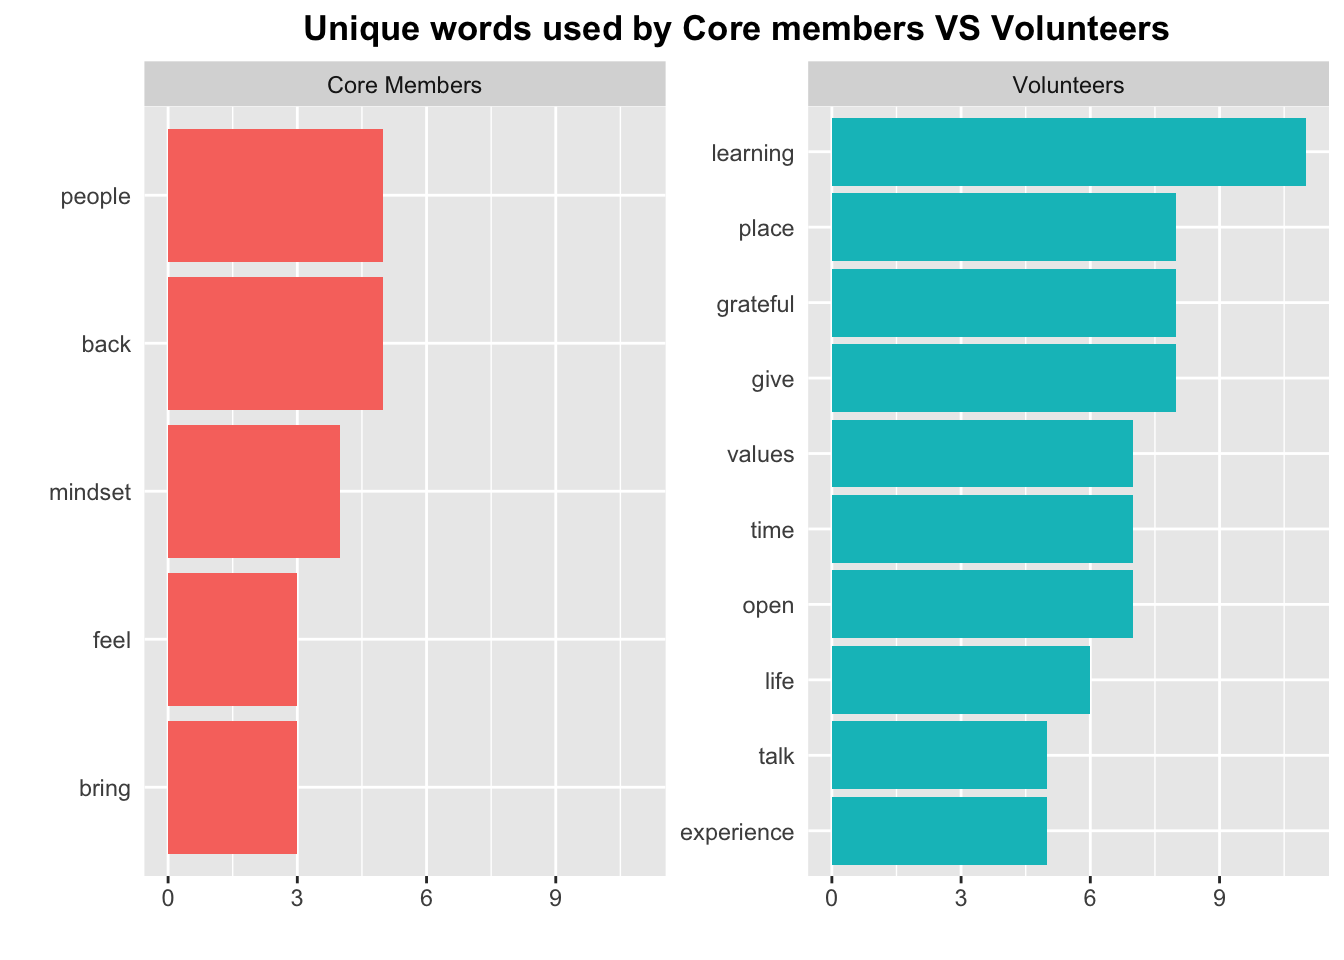 Unique words used by Core members VS Volunteers
Core Members
people
back
mindset
feel
bring
0 3 6 9
Volunteers
learning
place
grateful
give
values
time
open
life
talk
experience
0 3 6 9